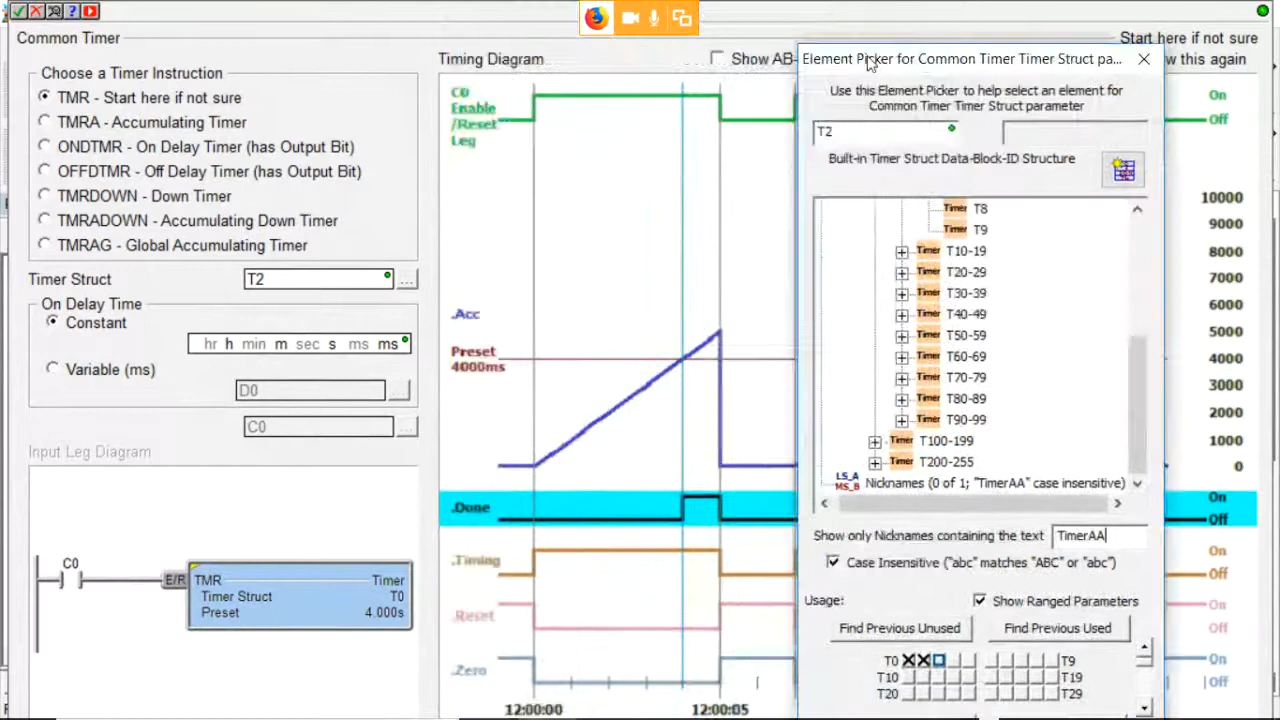 Common Timer
Start here if not sure
Choose a Timer Instruction
TMR - Start here if not sure
TMRA - Accumulating Timer
ONDTMR - On Delay Timer (has Output Bit)
OFFDTMR - Off Delay Timer (has Output Bit)
TMRDOWN - Down Timer
TMRADOWN - Accumulating Down Timer
TMRAG - Global Accumulating Timer
Timer Struct
T2
...
On Delay Time
Constant
hr h min m sec s ms ms
Variable (ms)
D0
...
C0
...
Input Leg Diagram
C0
E/R
TMR Timer
Timer Struct T0
Preset 4.000s
Timing Diagram
Show AB-
w this again
C0
Enable
/Reset
Leg
On
Off
10000
9000
8000
7000
6000
5000
4000
3000
2000
1000
0
.Acc
Preset
4000ms
.Done
On
Off
.Timing
On
Off
.Reset
On
Off
.Zero
On
Off
12:00:00
12:00:05
Element Picker for Common Timer Timer Struct pa...
Use this Element Picker to help select an element for
Common Timer Timer Struct parameter
T2
Built-in Timer Struct Data-Block-ID Structure
Timer T8
Timer T9
Timer T10-19
Timer T20-29
Timer T30-39
Timer T40-49
Timer T50-59
Timer T60-69
Timer T70-79
Timer T80-89
Timer T90-99
Timer T100-199
Timer T200-255
LS_A
MS_B
Nicknames (0 of 1; "TimerAA" case insensitive)
Show only Nicknames containing the text
TimerAA
Case Insensitive ("abc" matches "ABC" or "abc")
Usage:
Show Ranged Parameters
Find Previous Unused
Find Previous Used
T0 T9
T10 T19
T20 T29